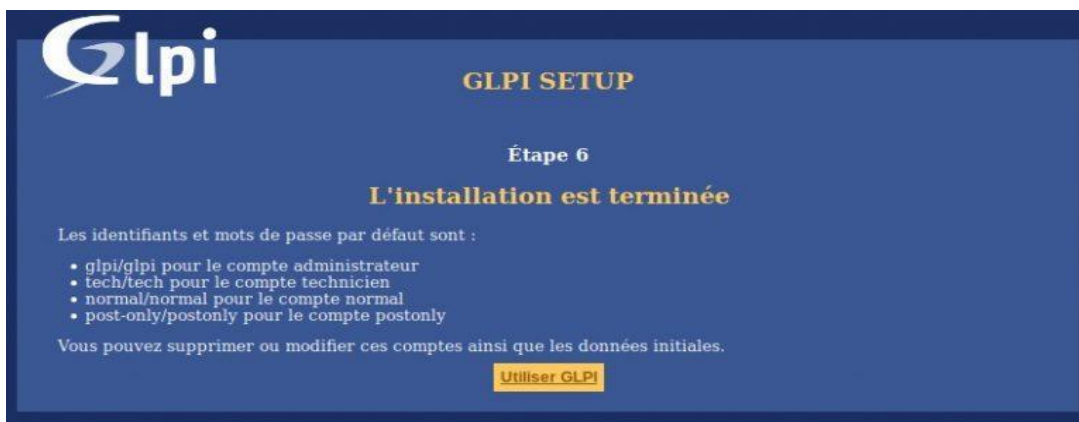 Glpi
GLPI SETUP
Étape 6
L'installation est terminée
Les identifiants et mots de passe par défaut sont :
• glpi/glpi pour le compte administrateur
• tech/tech pour le compte technicien
• normal/normal pour le compte normal
• post-only/postonly pour le compte postonly
Vous pouvez supprimer ou modifier ces comptes ainsi que les données initiales.
Utiliser GLPI